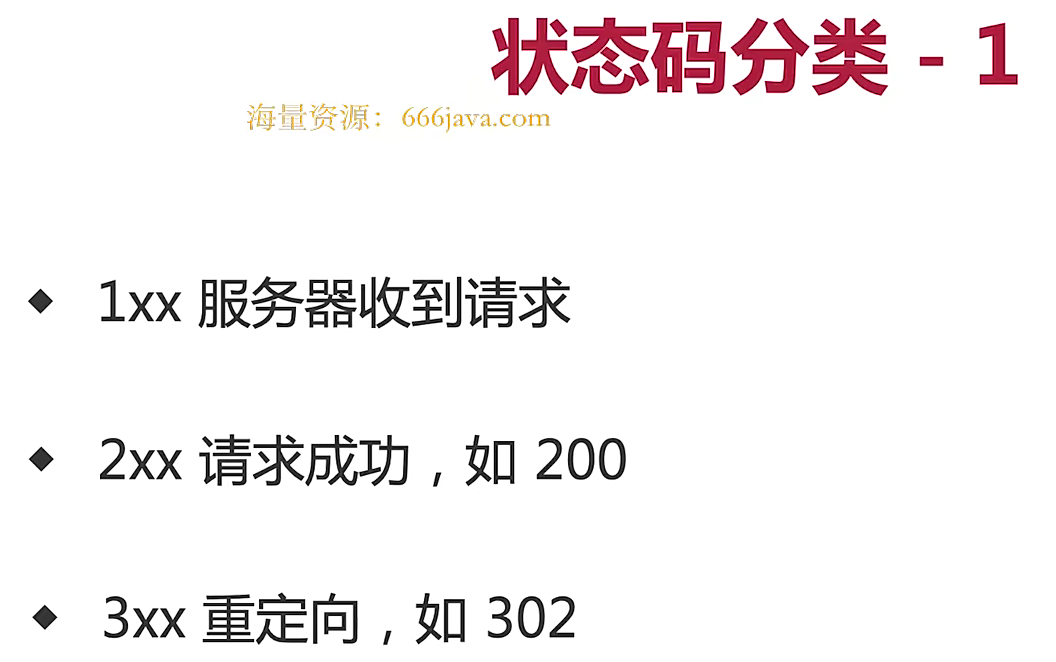 状态码分类 - 1
海量资源：666java.com
◆ 1xx 服务器收到请求
◆ 2xx 请求成功，如 200
◆ 3xx 重定向，如 302